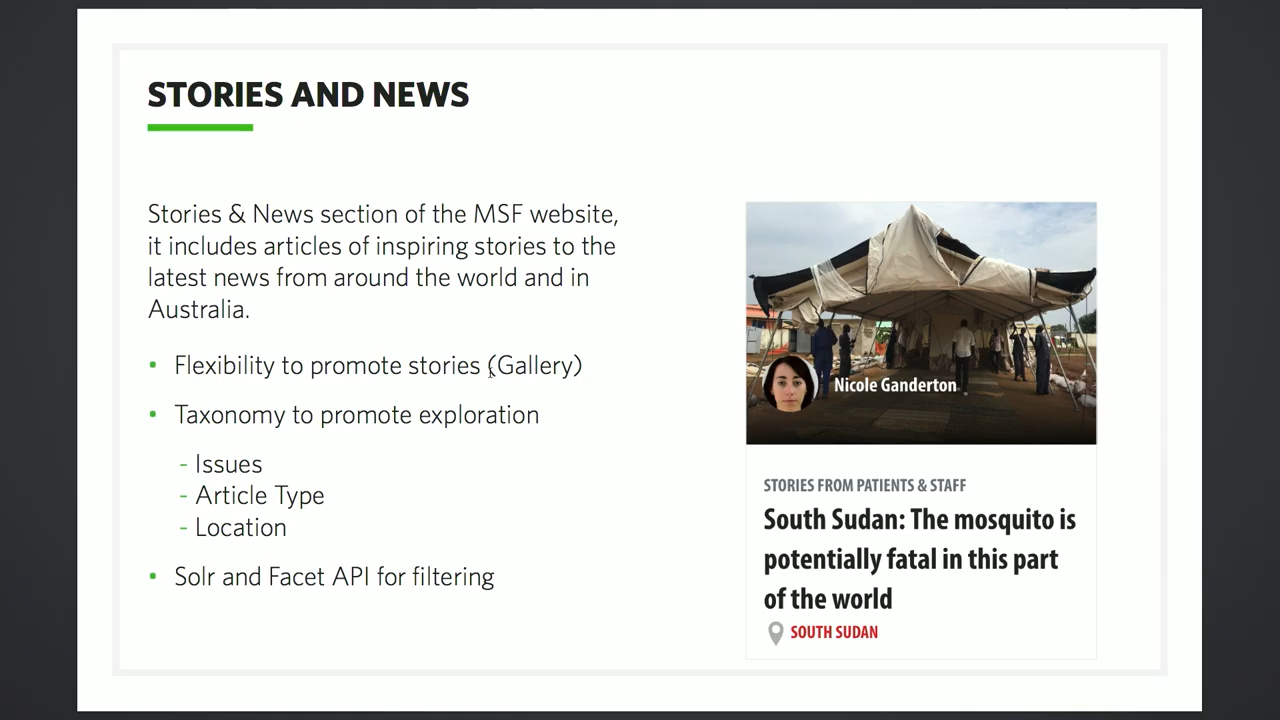 STORIES AND NEWS
Stories & News section of the MSF website,
it includes articles of inspiring stories to the
latest news from around the world and in
Australia.
• Flexibility to promote stories (Gallery)
• Taxonomy to promote exploration
- Issues
- Article Type
- Location
• Solr and Facet API for filtering
Nicole Ganderton
STORIES FROM PATIENTS & STAFF
South Sudan: The mosquito is
potentially fatal in this part
of the world
SOUTH SUDAN